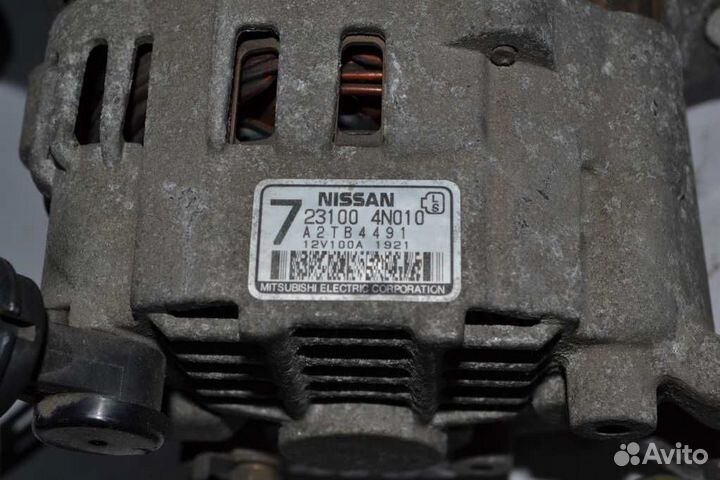 NISSAN
7 23100 4N010 L S
A2TB4491
12V100A 1921
MITSUBISHI ELECTRIC CORPORATION
Avito